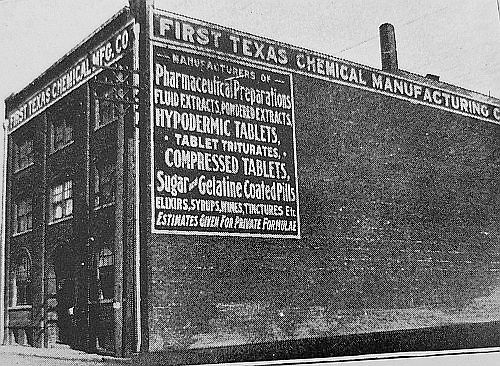 FIRST TEXAS CHEMICAL MFG. CO
FIRST TEXAS CHEMICAL MANUFACTURING C
MANUFACTURERS OF
Pharmaceutical Preparations
FLUID EXTRACTS, POWDERED EXTRACTS,
HYPODERMIC TABLETS,
TABLET TRITURATES,
COMPRESSED TABLETS,
Sugar and Gelatine Coated Pills
ELIXIRS, SYRUPS, WINES, TINCTURES Etc
ESTIMATES GIVEN FOR PRIVATE FORMULAE